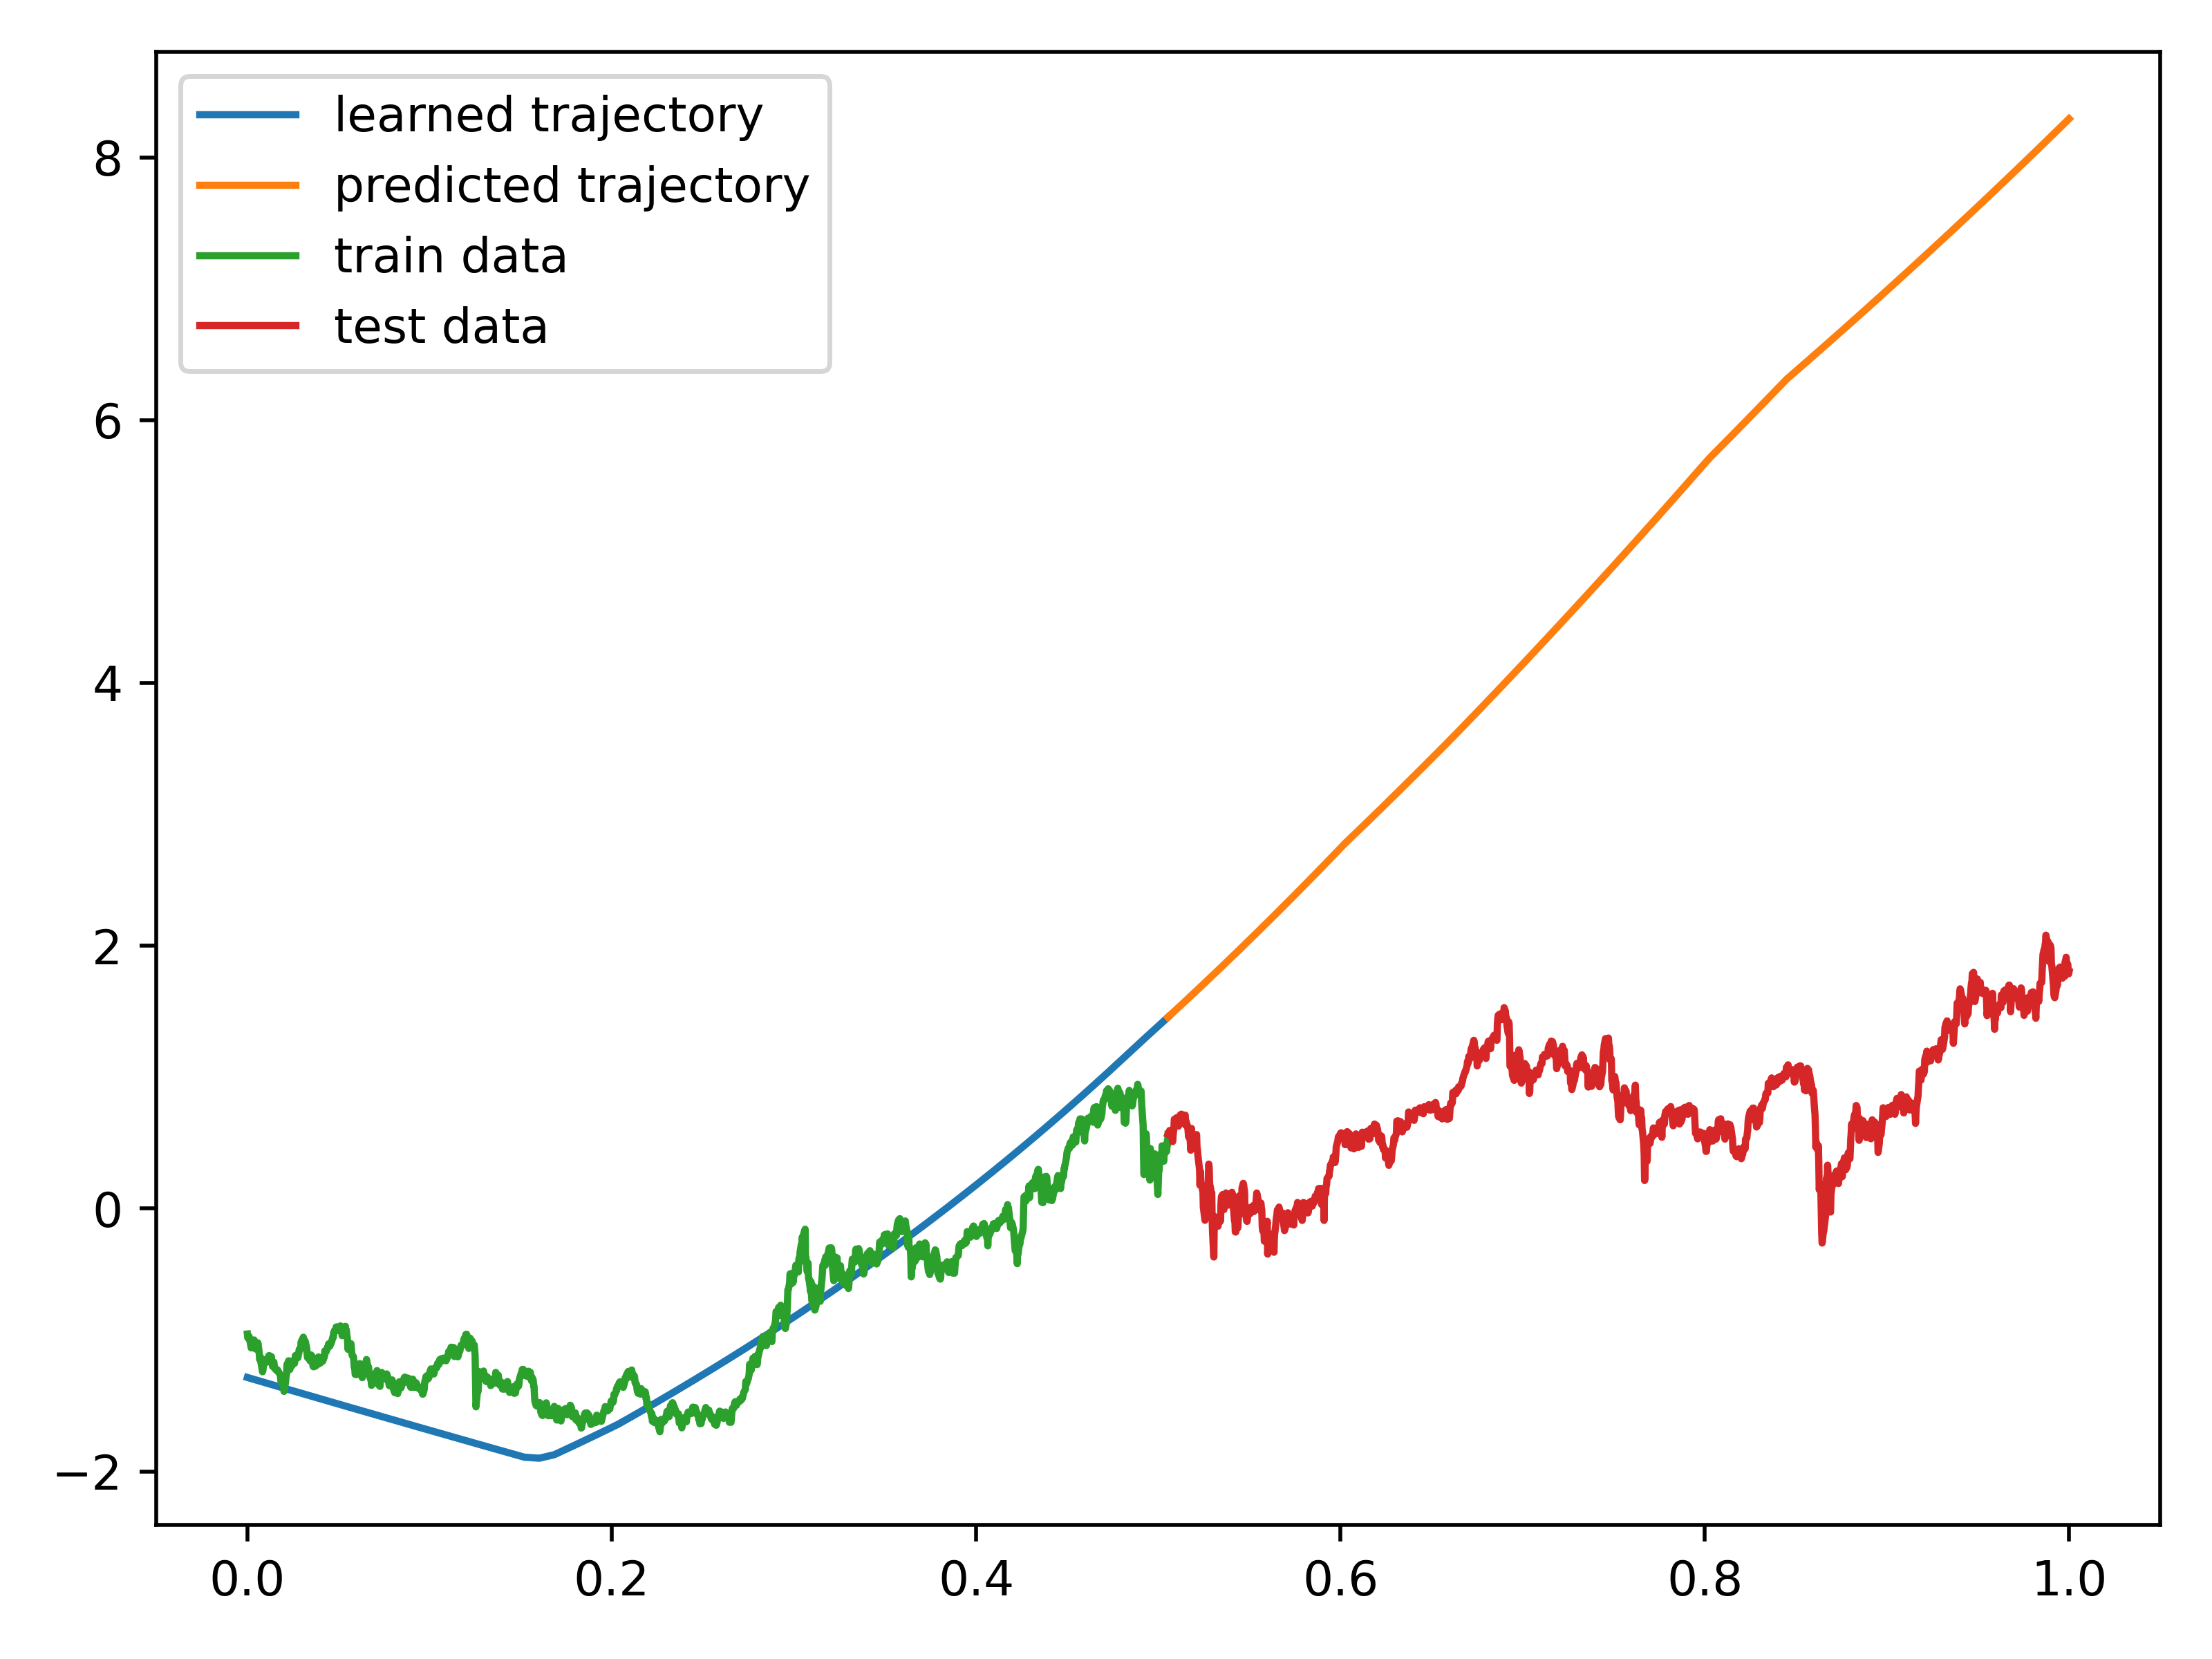 learned trajectory
predicted trajectory
train data
test data
8
6
4
2
0
−2
0.0 0.2 0.4 0.6 0.8 1.0